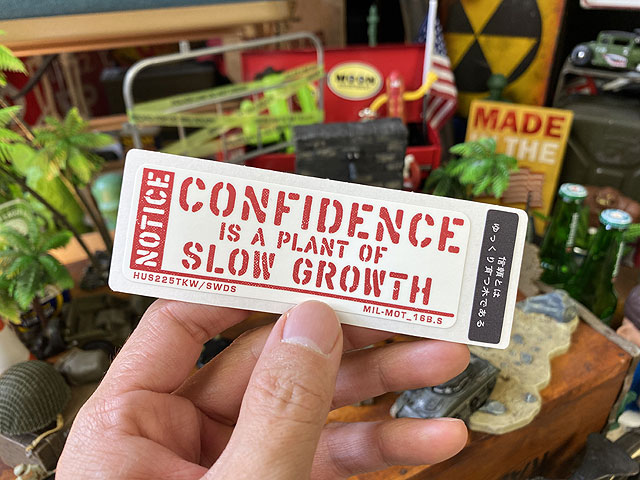 NOTICE
CONFIDENCE
IS A PLANT OF
SLOW GROWTH
HUS225TKW/SWDS
MIL-MOT_16B.S
信頼とは
ゆっくり育つ木である
MOON
MADE
THE